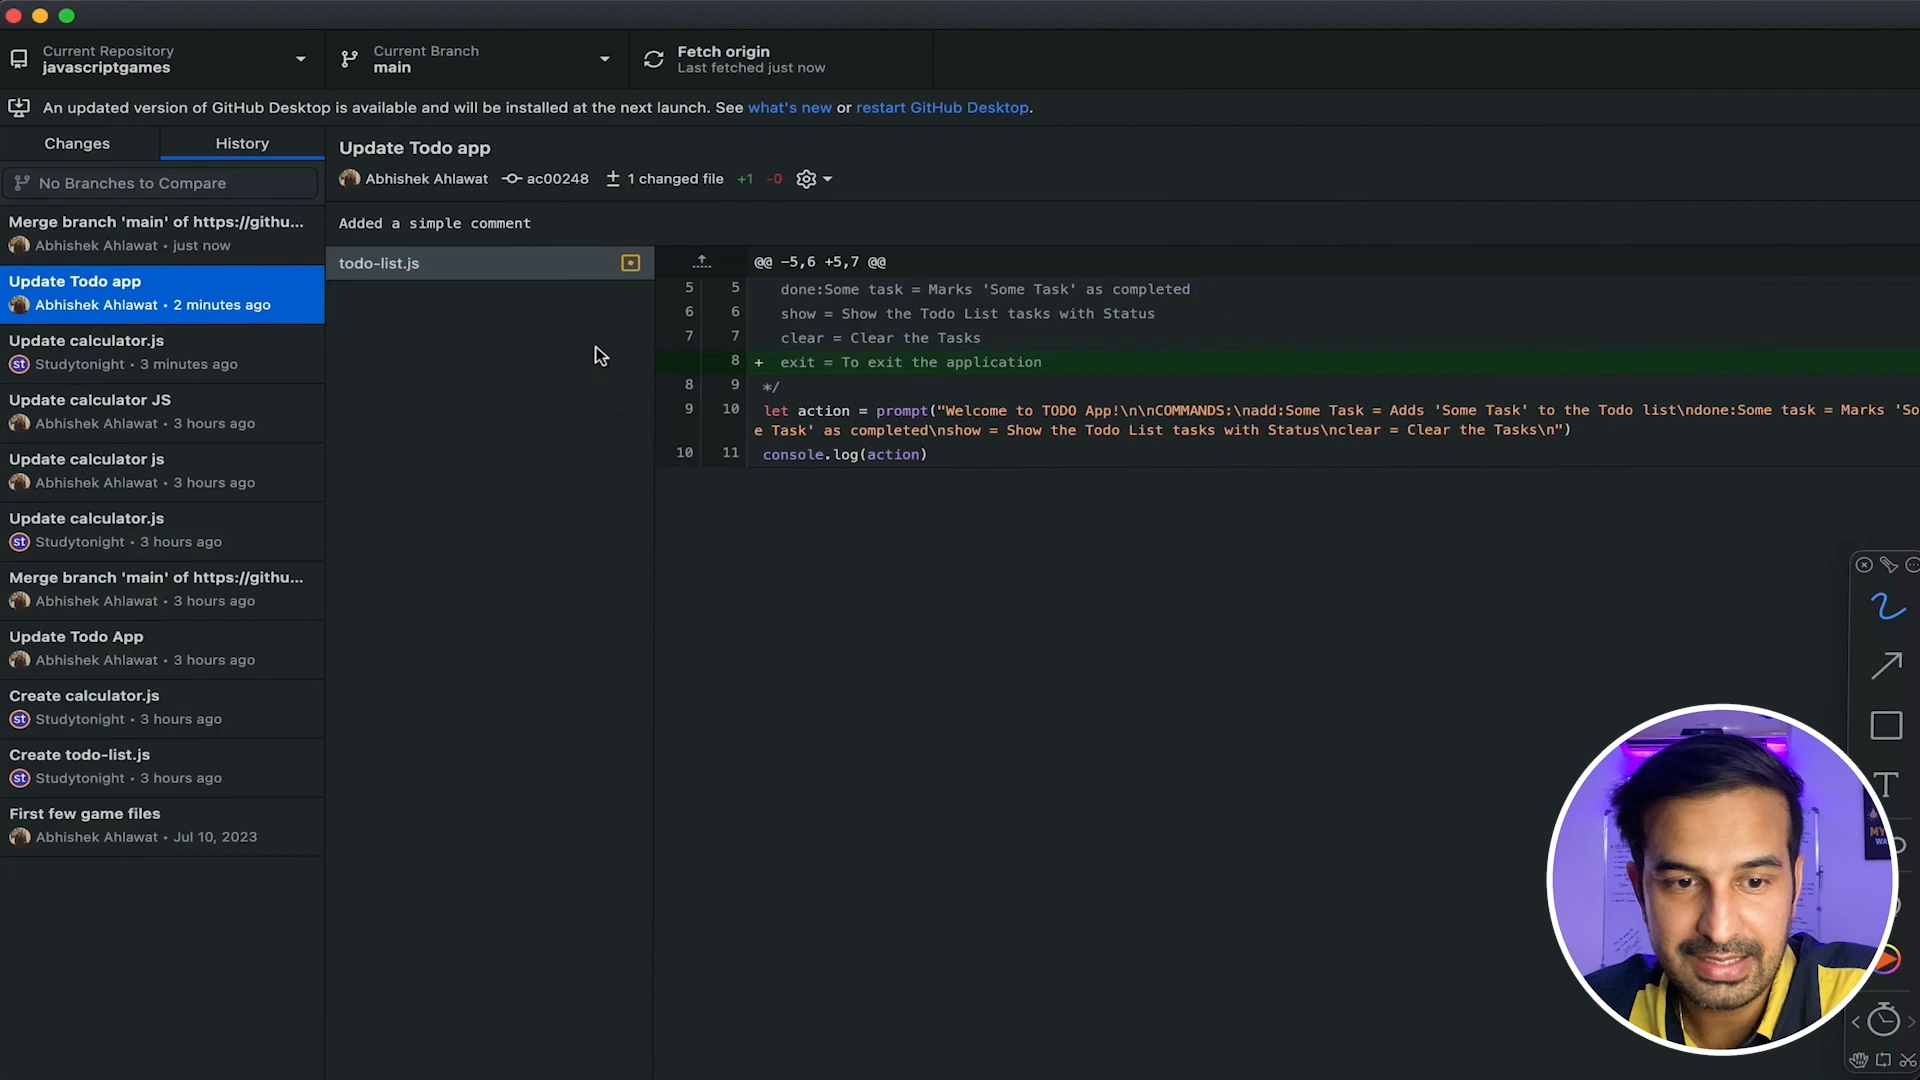 Current Repository
javascriptgames
Current Branch
main
Fetch origin
Last fetched just now
An updated version of GitHub Desktop is available and will be installed at the next launch. See what's new or restart GitHub Desktop.
Changes
History
No Branches to Compare
Merge branch 'main' of https://githu...
Abhishek Ahlawat • just now
Update Todo app
Abhishek Ahlawat • 2 minutes ago
Update calculator.js
st Studytonight • 3 minutes ago
Update calculator JS
Abhishek Ahlawat • 3 hours ago
Update calculator js
Abhishek Ahlawat • 3 hours ago
Update calculator.js
st Studytonight • 3 hours ago
Merge branch 'main' of https://githu...
Abhishek Ahlawat • 3 hours ago
Update Todo App
Abhishek Ahlawat • 3 hours ago
Create calculator.js
st Studytonight • 3 hours ago
Create todo-list.js
st Studytonight • 3 hours ago
First few game files
Abhishek Ahlawat • Jul 10, 2023
Update Todo app
Abhishek Ahlawat ac00248 1 changed file +1 -0
Added a simple comment
todo-list.js
@@ -5,6 +5,7 @@
5 5 done:Some task = Marks 'Some Task' as completed
6 6 show = Show the Todo List tasks with Status
7 7 clear = Clear the Tasks
8 + exit = To exit the application
8 9 */
9 10 let action = prompt("Welcome to TODO App!\n\nCOMMANDS:\nadd:Some Task = Adds 'Some Task' to the Todo list\ndone:Some task = Marks 'So
e Task' as completed\nshow = Show the Todo List tasks with Status\nclear = Clear the Tasks\n")
10 11 console.log(action)
T
MY
WA